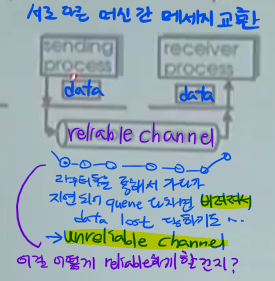 서로 다른 머신 간 메세지 교환
sending process
receiver process
data
data
reliable channel
라우터들을 통해서 가다가
지연되어 queue 다차면 버려져서
data lost 당하기도 …
→ unreliable channel
이걸 어떻게 reliable하게 할건지?